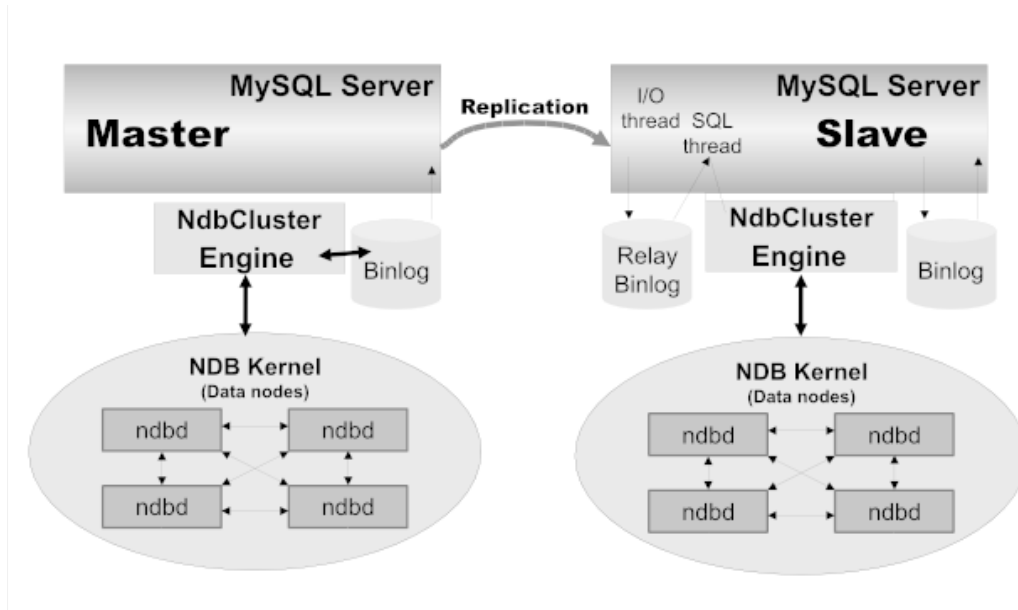 MySQL Server
Master
Replication
MySQL Server
I/O
thread
SQL
thread
Slave
NdbCluster
Engine
Binlog
Relay
Binlog
NdbCluster
Engine
Binlog
NDB Kernel
(Data nodes)
ndbd
ndbd
ndbd
ndbd
NDB Kernel
(Data nodes)
ndbd
ndbd
ndbd
ndbd